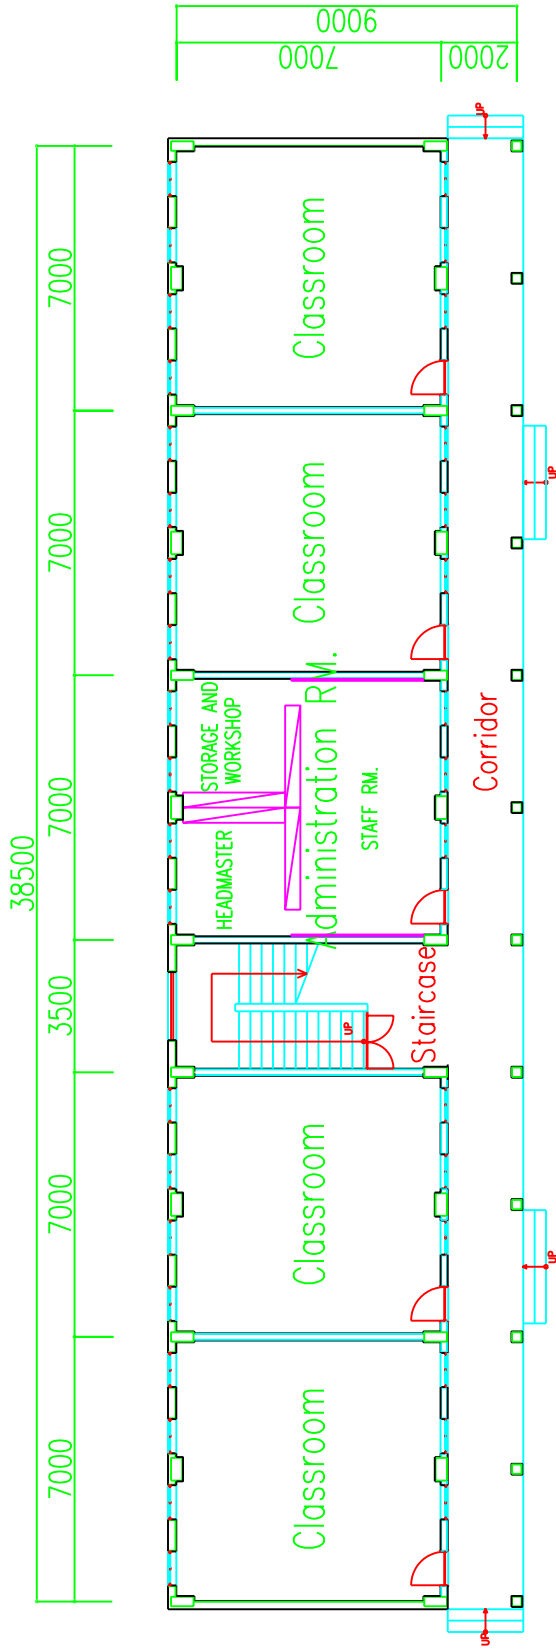 38500
7000
7000
3500
7000
7000
7000
9000
7000
2000
Classroom
Classroom
Staircase
UP
HEADMASTER
STORAGE AND
WORKSHOP
Administration RM.
STAFF RM.
Classroom
Classroom
Corridor
UP
UP
UP
UP